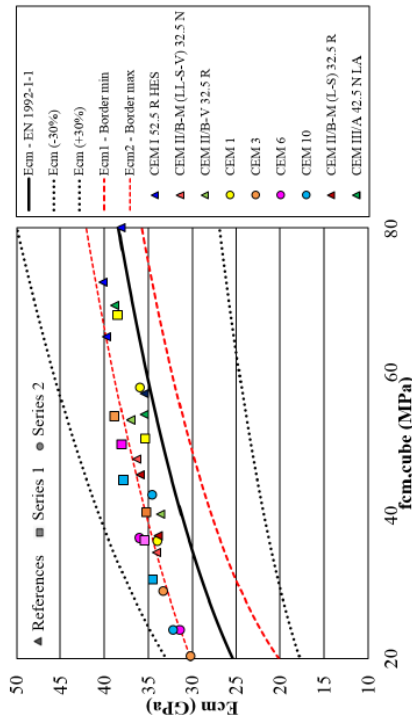 Ecm - EN 1992-1-1
Ecm (-30%)
Ecm (+30%)
Ecm1 - Border min
Ecm2 - Border max
CEM I 52.5 R HES
CEM II/B-M (LL-S-V) 32.5 N
CEM II/B-V 32.5 R
CEM 1
CEM 3
CEM 6
CEM 10
CEM II/B-M (L-S) 32.5 R
CEM III/A 42.5 N LA
References Series 1 Series 2
50
45
40
35
30
25
20
15
10
Ecm (GPa)
20 40 60 80
fcm.cube (MPa)